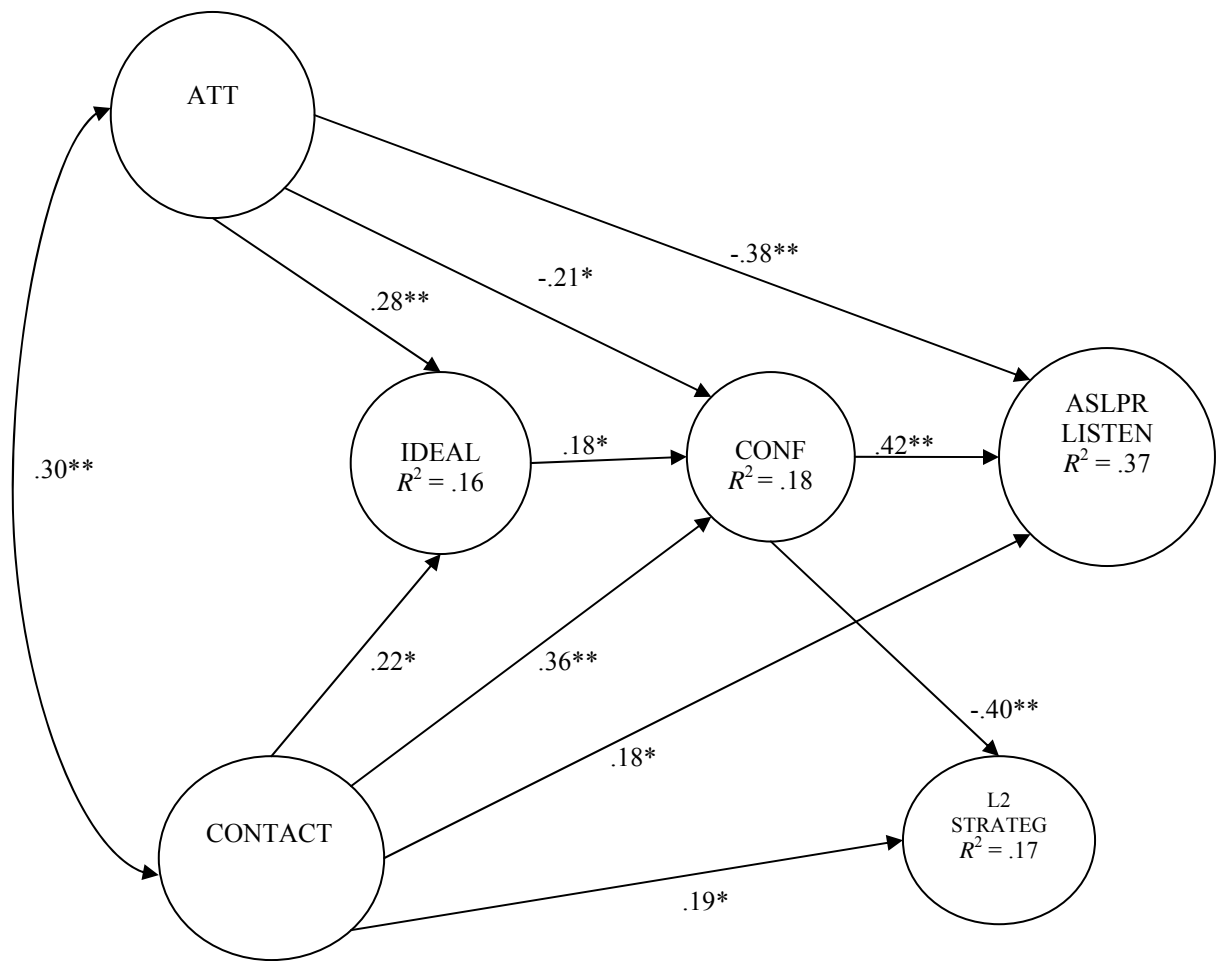 ATT
-.38**
-.21*
.28**
ASLPR
LISTEN
R² = .37
IDEAL
R² = .16
.18*
CONF
R² = .18
.42**
.30**
.22*
.36**
-.40**
.18*
L2
STRATEG
R² = .17
CONTACT
.19*